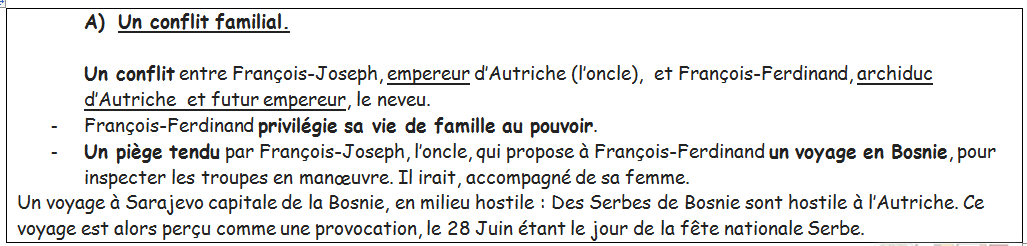 A) Un conflit familial.
Un conflit entre François-Joseph, empereur d’Autriche (l’oncle),  et François-Ferdinand, archiduc
d’Autriche  et futur empereur, le neveu.
- François-Ferdinand privilégie sa vie de famille au pouvoir.
- Un piège tendu par François-Joseph, l’oncle, qui propose à François-Ferdinand un voyage en Bosnie, pour
inspecter les troupes en manœuvre. Il irait, accompagné de sa femme.
Un voyage à Sarajevo capitale de la Bosnie, en milieu hostile : Des Serbes de Bosnie sont hostile à l’Autriche. Ce
voyage est alors perçu comme une provocation, le 28 Juin étant le jour de la fête nationale Serbe.